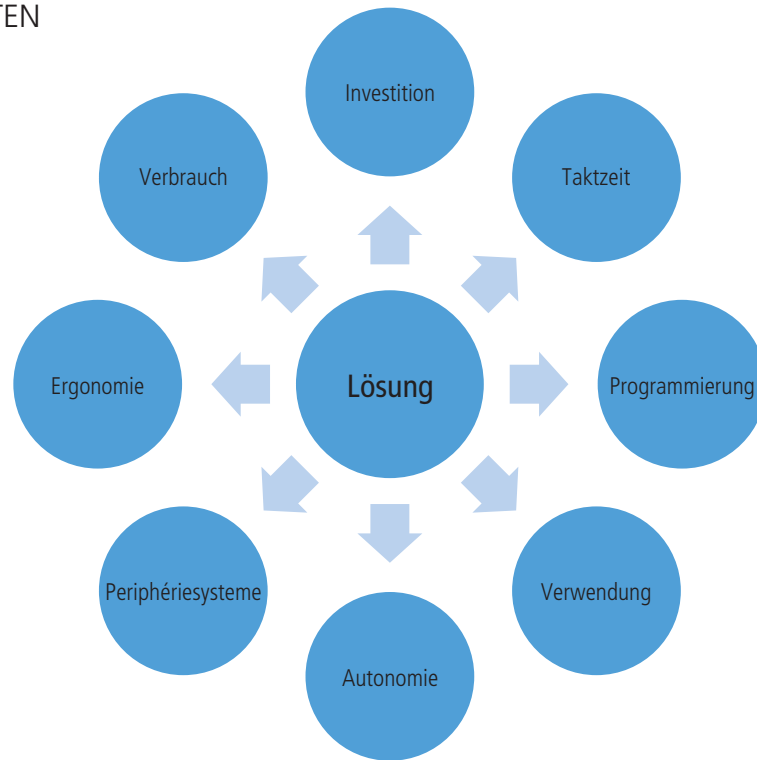 TEN
Investition
Verbrauch
Taktzeit
Ergonomie
Lösung
Programmierung
Periphériesysteme
Verwendung
Autonomie